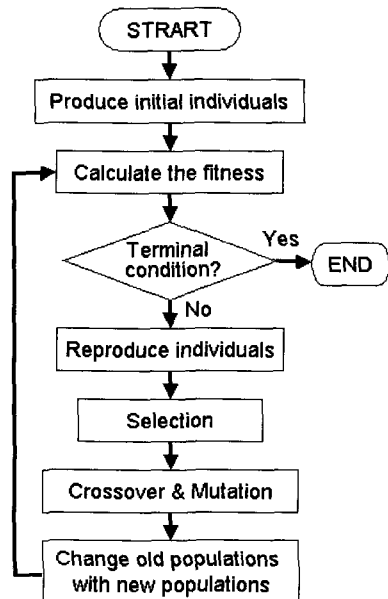 STRART
Produce initial individuals
Calculate the fitness
Terminal
condition?
Yes
END
No
Reproduce individuals
Selection
Crossover & Mutation
Change old populations
with new populations